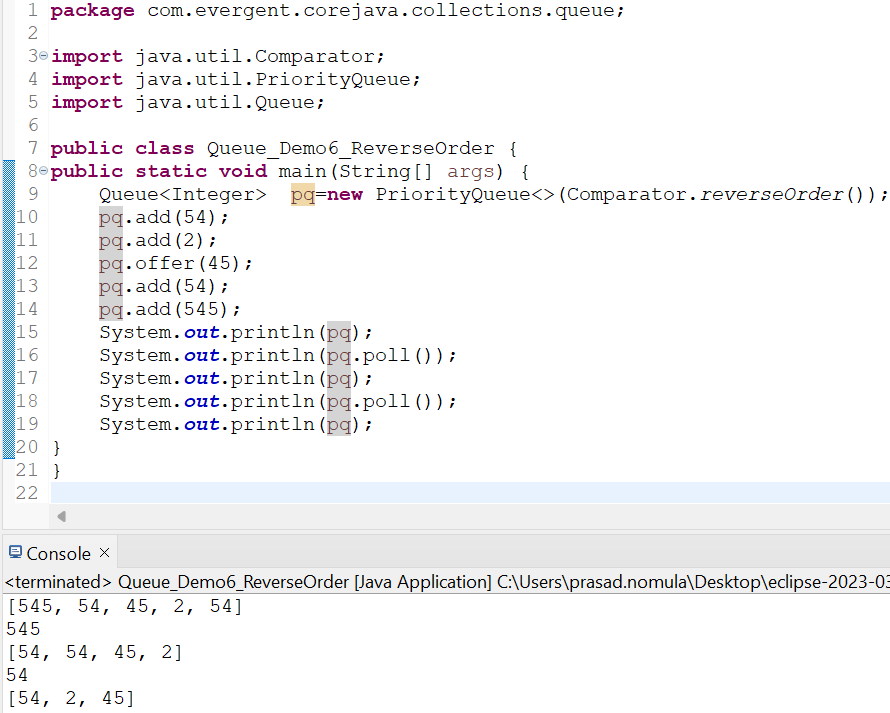 1 package com.evergent.corejava.collections.queue;
2
3 import java.util.Comparator;
4 import java.util.PriorityQueue;
5 import java.util.Queue;
6
7 public class Queue_Demo6_ReverseOrder {
8 public static void main(String[] args) {
9     Queue<Integer>  pq=new PriorityQueue<>(Comparator.reverseOrder());
10     pq.add(54);
11     pq.add(2);
12     pq.offer(45);
13     pq.add(54);
14     pq.add(545);
15     System.out.println(pq);
16     System.out.println(pq.poll());
17     System.out.println(pq);
18     System.out.println(pq.poll());
19     System.out.println(pq);
20 }
21 }
22
Console
<terminated> Queue_Demo6_ReverseOrder [Java Application] C:\Users\prasad.nomula\Desktop\eclipse-2023-03
[545, 54, 45, 2, 54]
545
[54, 54, 45, 2]
54
[54, 2, 45]